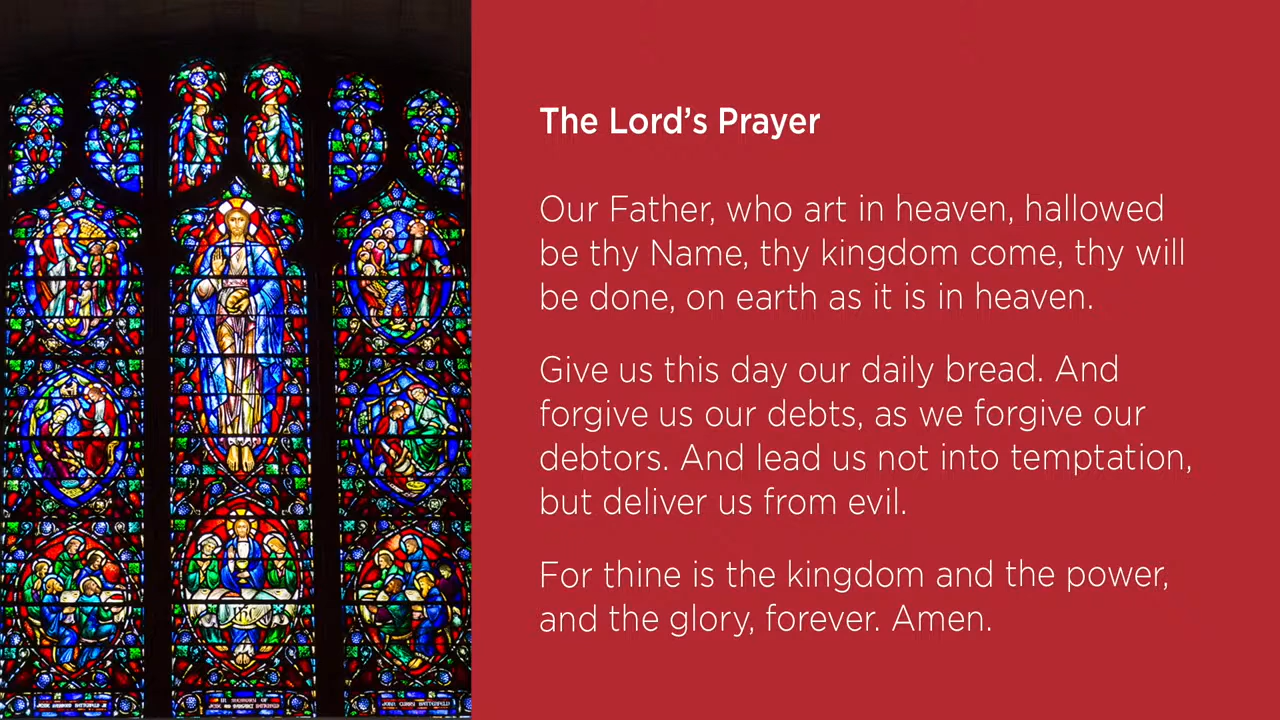 The Lord's Prayer
Our Father, who art in heaven, hallowed
be thy Name, thy kingdom come, thy will
be done, on earth as it is in heaven.
Give us this day our daily bread. And
forgive us our debts, as we forgive our
debtors. And lead us not into temptation,
but deliver us from evil.
For thine is the kingdom and the power,
and the glory, forever. Amen.
IN MEMORY OF